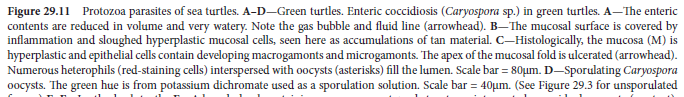 Figure 29.11 Protozoa parasites of sea turtles. A–D—Green turtles. Enteric coccidiosis (Caryospora sp.) in green turtles. A—The enteric
contents are reduced in volume and very watery. Note the gas bubble and fluid line (arrowhead). B—The mucosal surface is covered by
inflammation and sloughed hyperplastic mucosal cells, seen here as accumulations of tan material. C—Histologically, the mucosa (M) is
hyperplastic and epithelial cells contain developing macrogamonts and microgamonts. The apex of the mucosal fold is ulcerated (arrowhead).
Numerous heterophils (red-staining cells) interspersed with oocysts (asterisks) fill the lumen. Scale bar = 80μm. D—Sporulating Caryospora
oocysts. The green hue is from potassium dichromate used as a sporulation solution. Scale bar = 40μm. (See Figure 29.3 for unsporulated